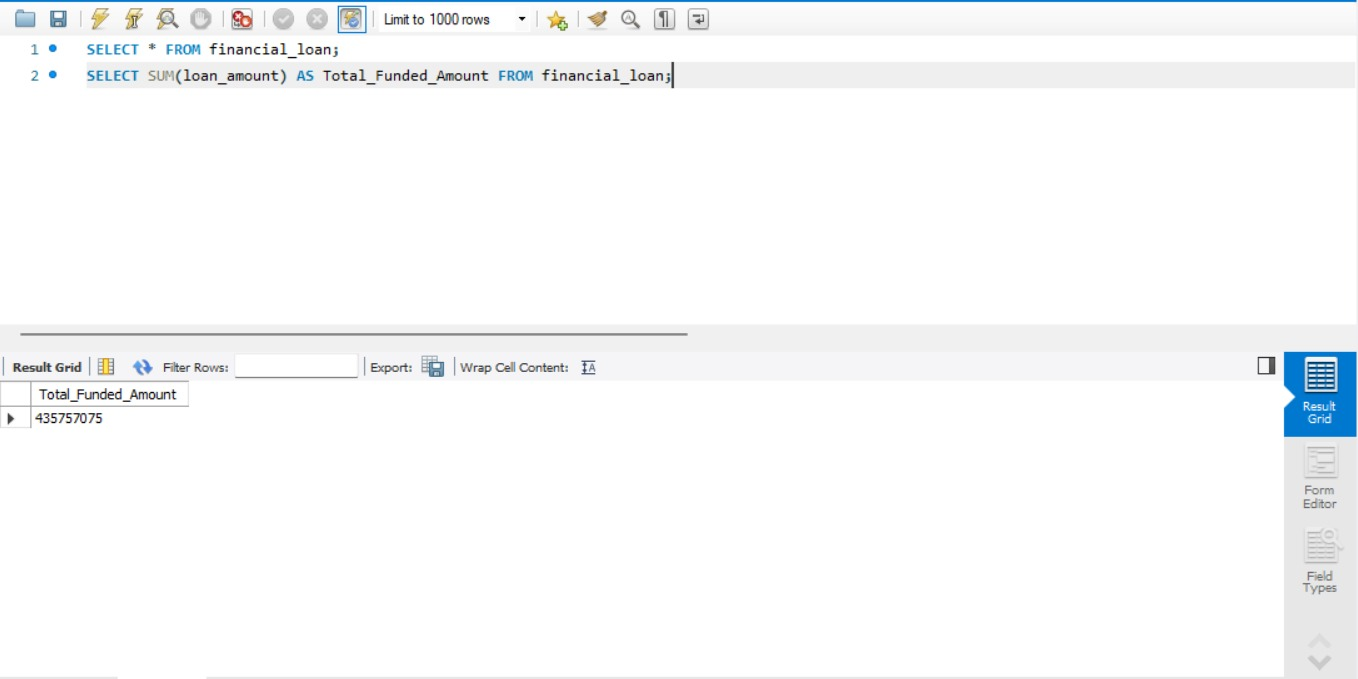 Limit to 1000 rows
1 SELECT * FROM financial_loan;
2 SELECT SUM(loan_amount) AS Total_Funded_Amount FROM financial_loan;
Result Grid Filter Rows: Export: Wrap Cell Content: IA
Total_Funded_Amount
435757075
Result
Grid
Form
Editor
Field
Types